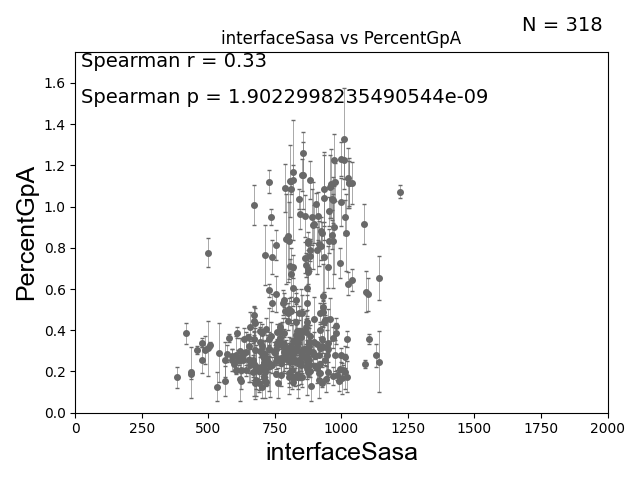 N = 318
interfaceSasa vs PercentGpA
Spearman r = 0.33
Spearman p = 1.9022998235490544e-09
PercentGpA
1.6
1.4
1.2
1.0
0.8
0.6
0.4
0.2
0.0
0 250 500 750 1000 1250 1500 1750 2000
interfaceSasa